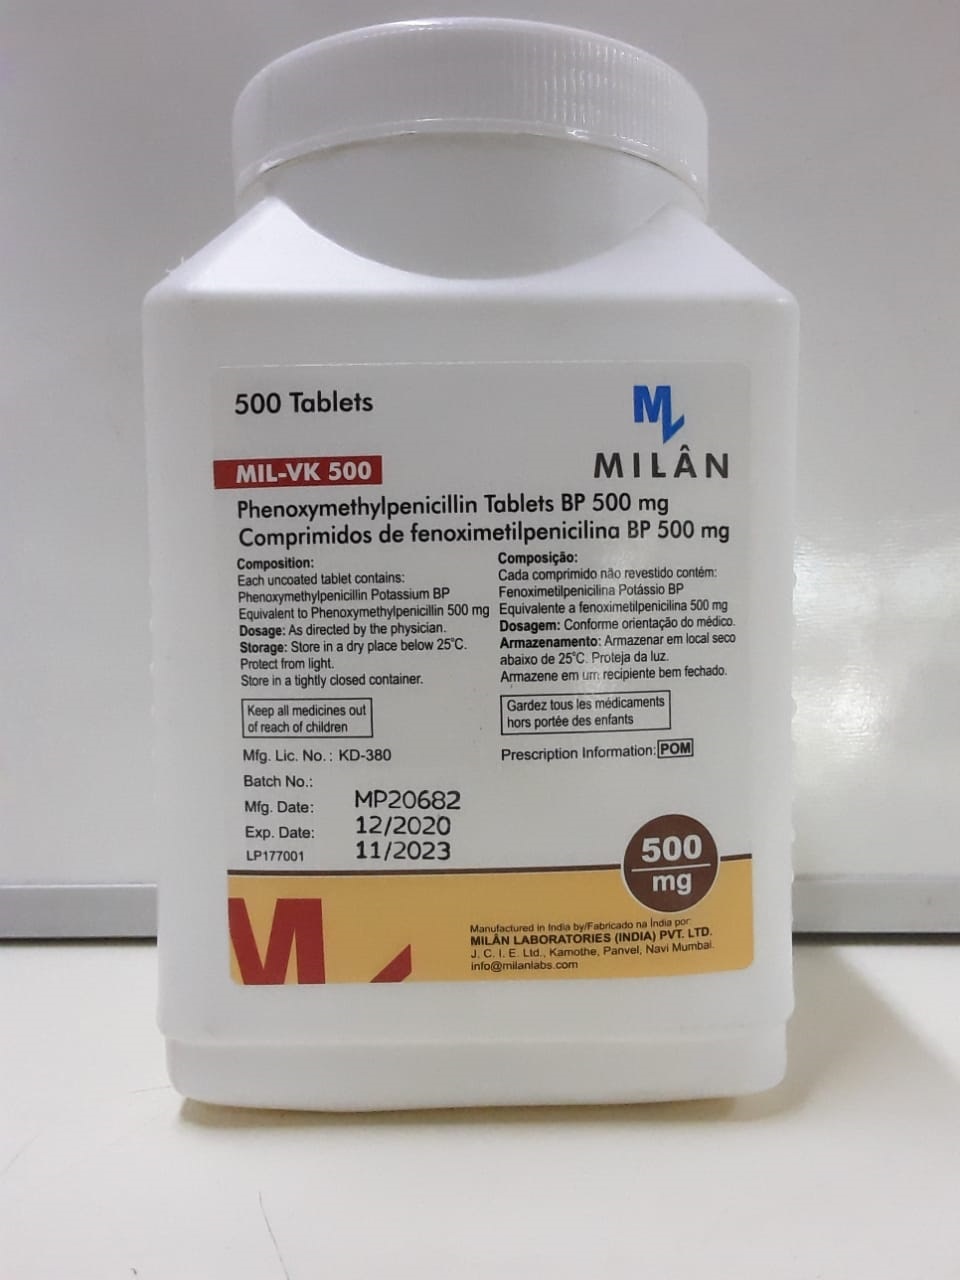 500 Tablets
MILÂN
MIL-VK 500
Phenoxymethylpenicillin Tablets BP 500 mg
Comprimidos de fenoximetilpenicilina BP 500 mg
Composition:
Each uncoated tablet contains:
Phenoxymethylpenicillin Potassium BP
Equivalent to Phenoxymethylpenicillin 500 mg
Dosage: As directed by the physician.
Storage: Store in a dry place below 25°C.
Protect from light.
Store in a tightly closed container.
Keep all medicines out
of reach of children
Composição:
Cada comprimido não revestido contém:
Fenoximetilpenicilina Potássio BP
Equivalente a fenoximetilpenicilina 500 mg
Dosagem: Conforme orientação do médico.
Armazenamento: Armazenar em local seco
abaixo de 25°C. Proteja da luz.
Armazene em um recipiente bem fechado.
Gardez tous les médicaments
hors portée des enfants
Prescription Information: POM
Mfg. Lic. No.: KD-380
Batch No.:
MP20682
Mfg. Date:
12/2020
Exp. Date:
11/2023
LP177001
500
mg
Manufactured in India by/Fabricado na Índia por:
MILÂN LABORATORIES (INDIA) PVT. LTD.
J. C. I. E. Ltd., Kamothe, Panvel, Navi Mumbai.
info@milanlabs.com